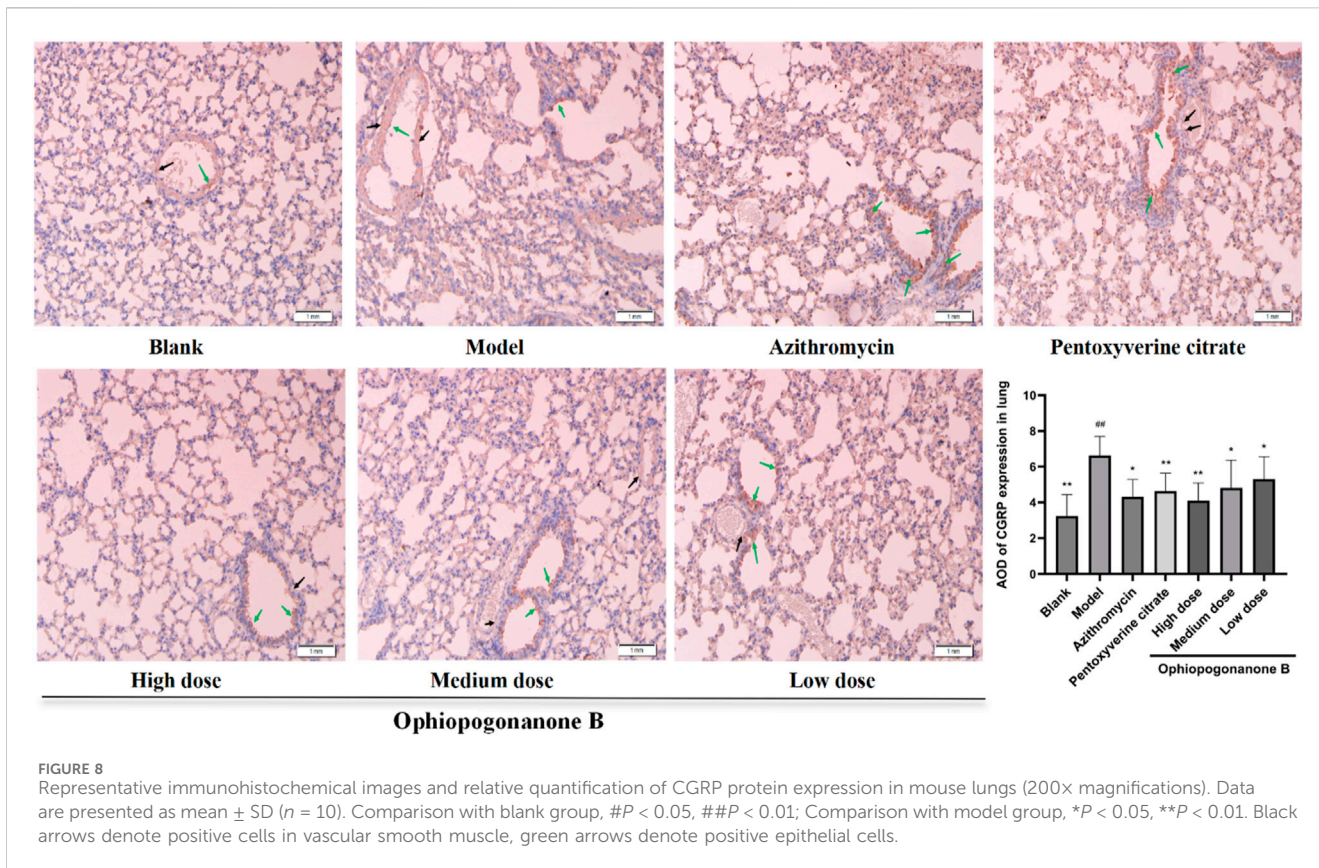 1 mm
1 mm
1 mm
1 mm
Blank
Model
Azithromycin
Pentoxyverine citrate
1 mm
1 mm
1 mm
High dose
Medium dose
Low dose
Ophiopogonanone B
AOD of CGRP expression in lung
10
8
6
4
2
0
**
##
*
**
**
*
*
Blank
Model
Azithromycin
Pentoxyverine citrate
High dose
Medium dose
Low dose
Ophiopogonanone B
FIGURE 8
Representative immunohistochemical images and relative quantification of CGRP protein expression in mouse lungs (200× magnifications). Data
are presented as mean ± SD (n = 10). Comparison with blank group, #P < 0.05, ##P < 0.01; Comparison with model group, *P < 0.05, **P < 0.01. Black
arrows denote positive cells in vascular smooth muscle, green arrows denote positive epithelial cells.